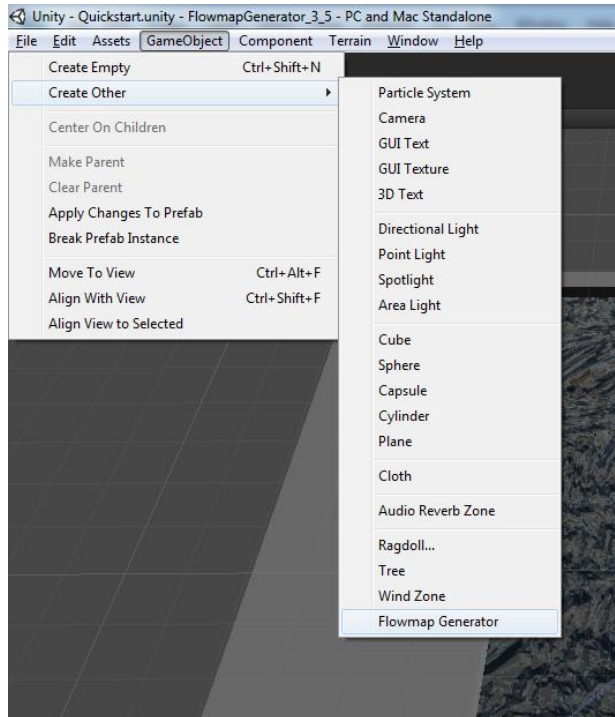 Unity - Quickstart.unity - FlowmapGenerator_3_5 - PC and Mac Standalone
File Edit Assets GameObject Component Terrain Window Help
Create Empty Ctrl+Shift+N
Create Other
Center On Children
Make Parent
Clear Parent
Apply Changes To Prefab
Break Prefab Instance
Move To View Ctrl+Alt+F
Align With View Ctrl+Shift+F
Align View to Selected
Particle System
Camera
GUI Text
GUI Texture
3D Text
Directional Light
Point Light
Spotlight
Area Light
Cube
Sphere
Capsule
Cylinder
Plane
Cloth
Audio Reverb Zone
Ragdoll...
Tree
Wind Zone
Flowmap Generator